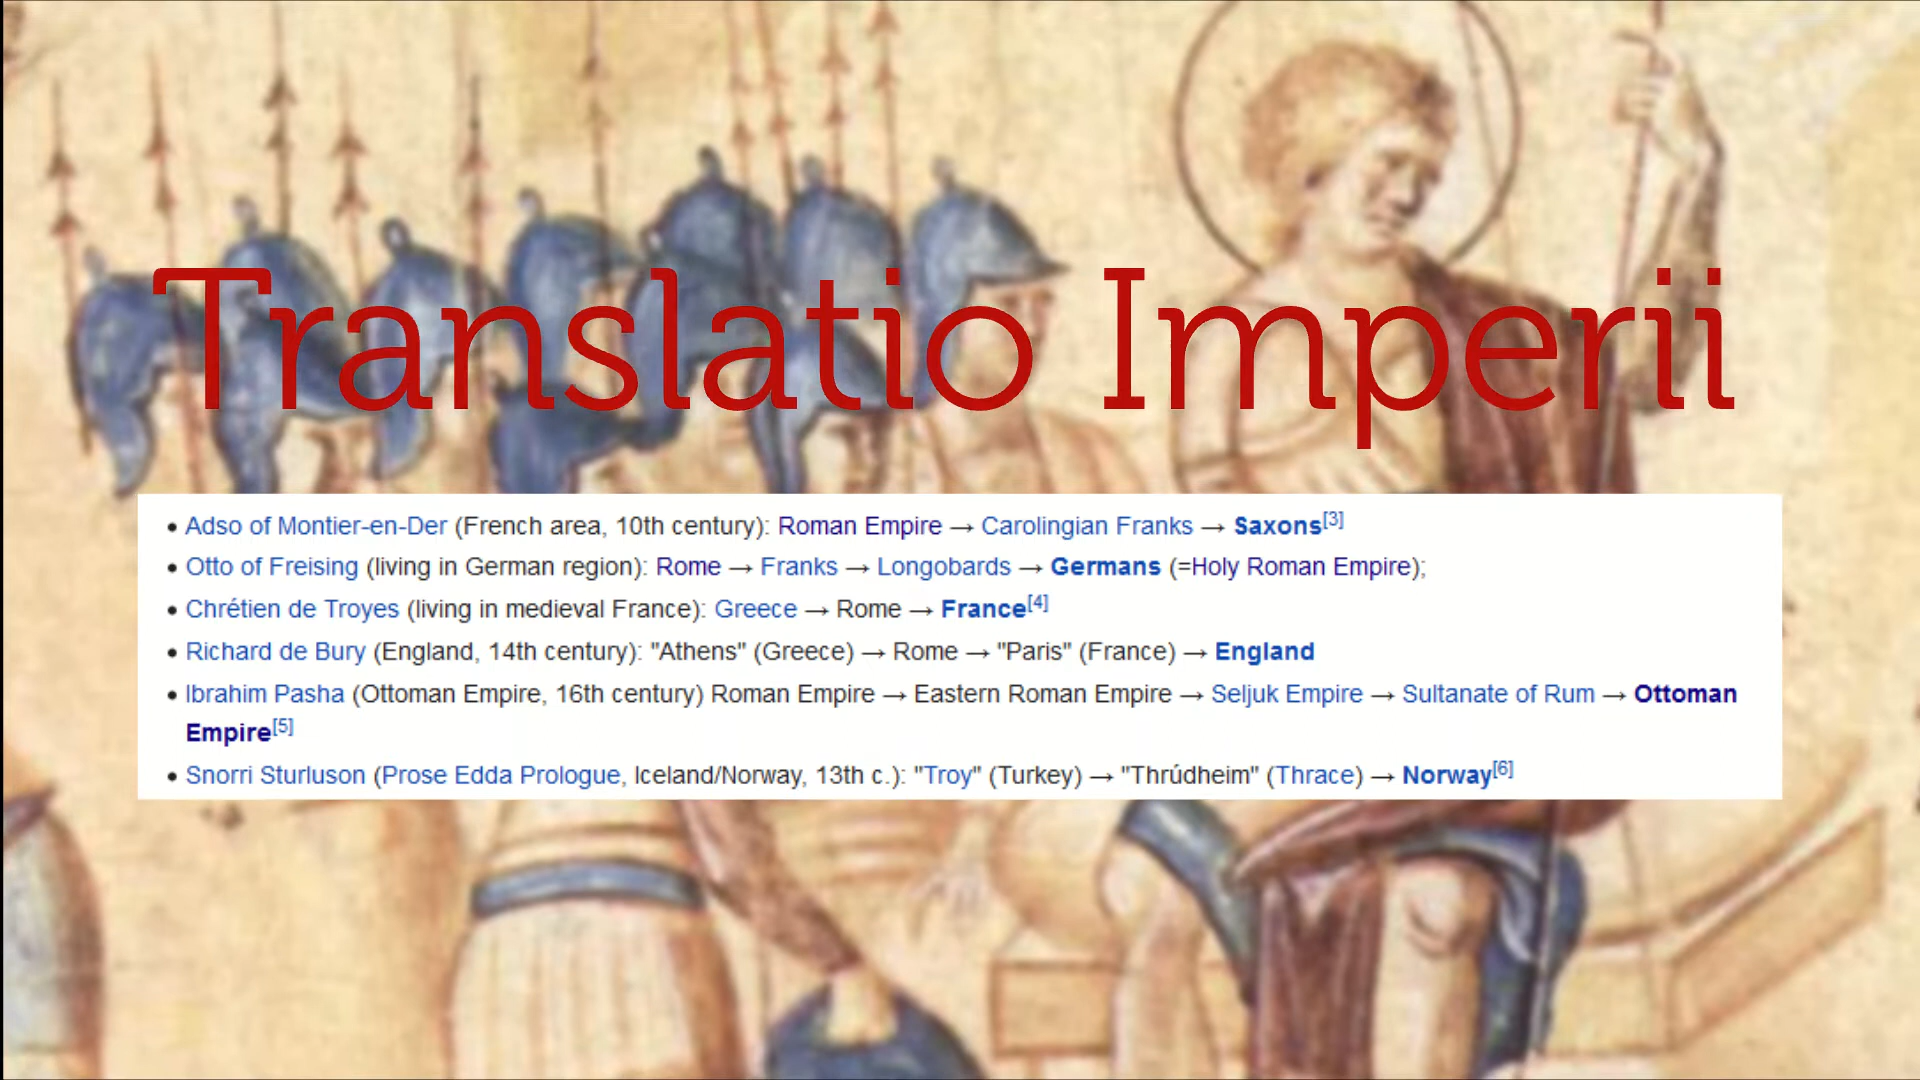 Translatio Imperii
• Adso of Montier-en-Der (French area, 10th century): Roman Empire → Carolingian Franks → Saxons[3]
• Otto of Freising (living in German region): Rome → Franks → Longobards → Germans (=Holy Roman Empire);
• Chrétien de Troyes (living in medieval France): Greece → Rome → France[4]
• Richard de Bury (England, 14th century): "Athens" (Greece) → Rome → "Paris" (France) → England
• Ibrahim Pasha (Ottoman Empire, 16th century) Roman Empire → Eastern Roman Empire → Seljuk Empire → Sultanate of Rum → Ottoman
Empire[5]
• Snorri Sturluson (Prose Edda Prologue, Iceland/Norway, 13th c.): "Troy" (Turkey) → "Thrúdheim" (Thrace) → Norway[6]